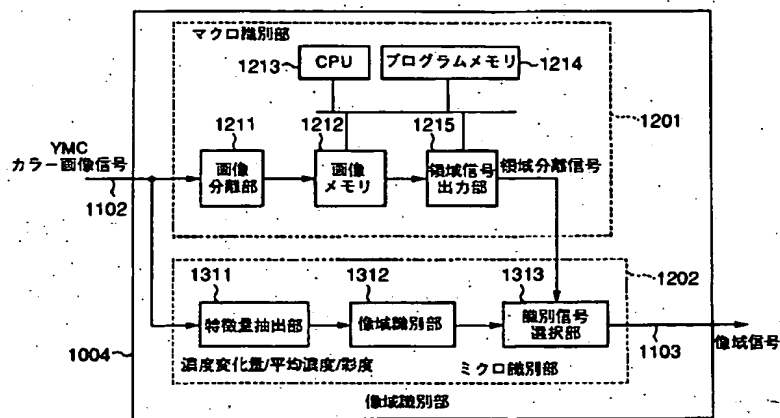 マクロ識別部
1213
CPU
プログラムメモリ
1214
1211
1212
1215
1201
YMC
カラー画像信号
画像
分離部
画像
メモリ
領域信号
出力部
領域分離信号
1102
1202
1311
1312
1313
特徴量抽出部
像域識別部
識別信号
選択部
1004
1103
像域信号
濃度変化量/平均濃度/彩度
ミクロ識別部
像域識別部